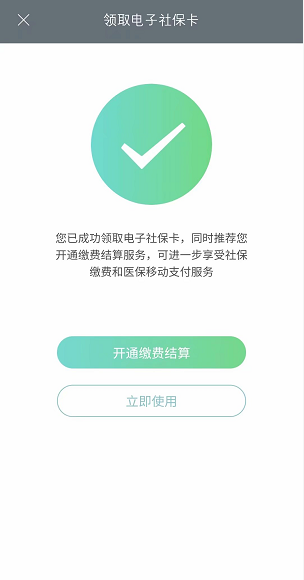 领取电子社保卡
您已成功领取电子社保卡，同时推荐您
开通缴费结算服务，可进一步享受社保
缴费和医保移动支付服务
开通缴费结算
立即使用